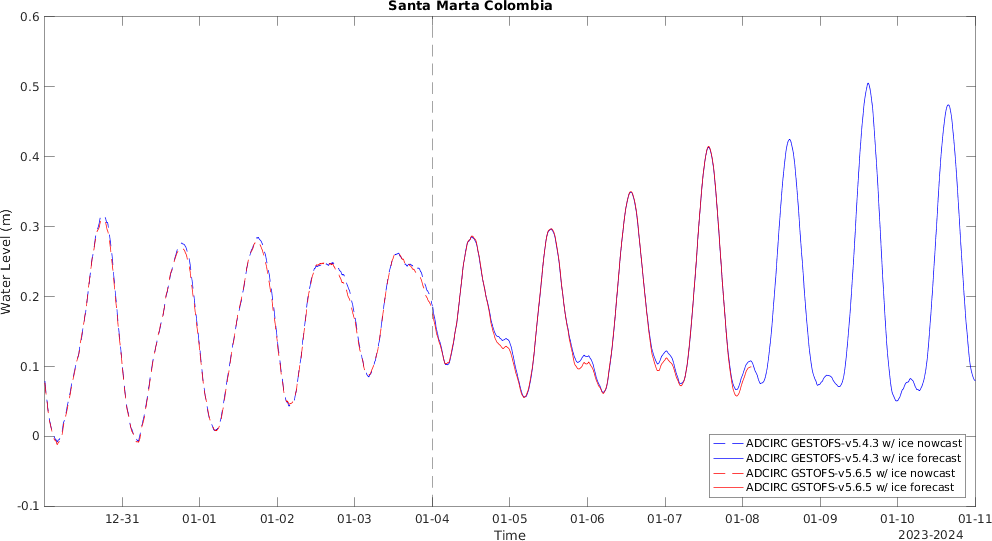 Santa Marta Colombia
0.6
0.5
0.4
0.3
0.2
0.1
0
-0.1
Water Level (m)
12-31 01-01 01-02 01-03 01-04 01-05 01-06 01-07 01-08 01-09 01-10 01-11
Time
2023-2024
ADCIRC GESTOFS-v5.4.3 w/ ice nowcast
ADCIRC GESTOFS-v5.4.3 w/ ice forecast
ADCIRC GSTOFS-v5.6.5 w/ ice nowcast
ADCIRC GSTOFS-v5.6.5 w/ ice forecast